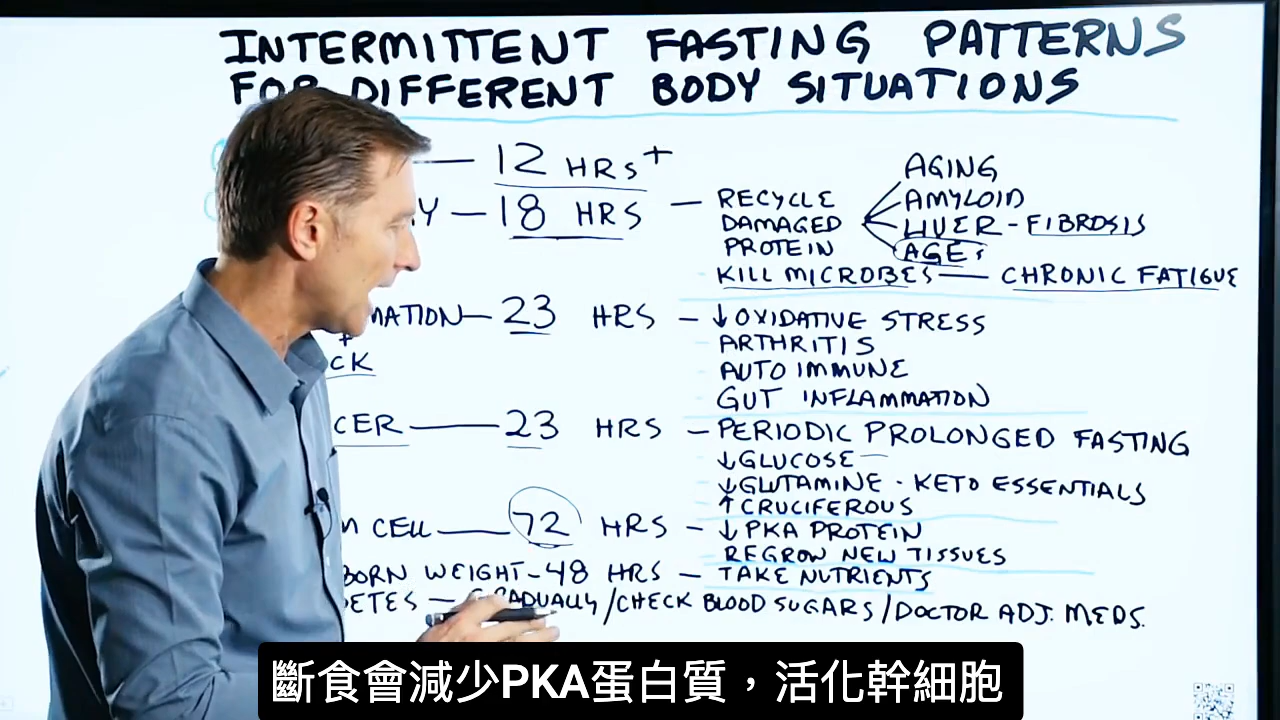 INTERMITTENT FASTING PATTERNS
FOR DIFFERENT BODY SITUATIONS
12 HRS+
Y — 18 HRS — RECYCLE DAMAGED PROTEIN
AGING
AMYLOID
LIVER - FIBROSIS
AGEs
KILL MICROBES — CHRONIC FATIGUE
MATION — 23 HRS — ↓ OXIDATIVE STRESS
+
CK
ARTHRITIS
AUTOIMMUNE
GUT INFLAMMATION
CER — 23 HRS — PERIODIC PROLONGED FASTING
↓ GLUCOSE
↓ GLUTAMINE - KETO ESSENTIALS
↑ CRUCIFEROUS
M CELL — 72 HRS — ↓ PKA PROTEIN
REGROW NEW TISSUES
BORN WEIGHT - 48 HRS — TAKE NUTRIENTS
ETES — GRADUALLY / CHECK BLOOD SUGARS / DOCTOR ADJ. MEDS.
斷食會減少PKA蛋白質，活化幹細胞